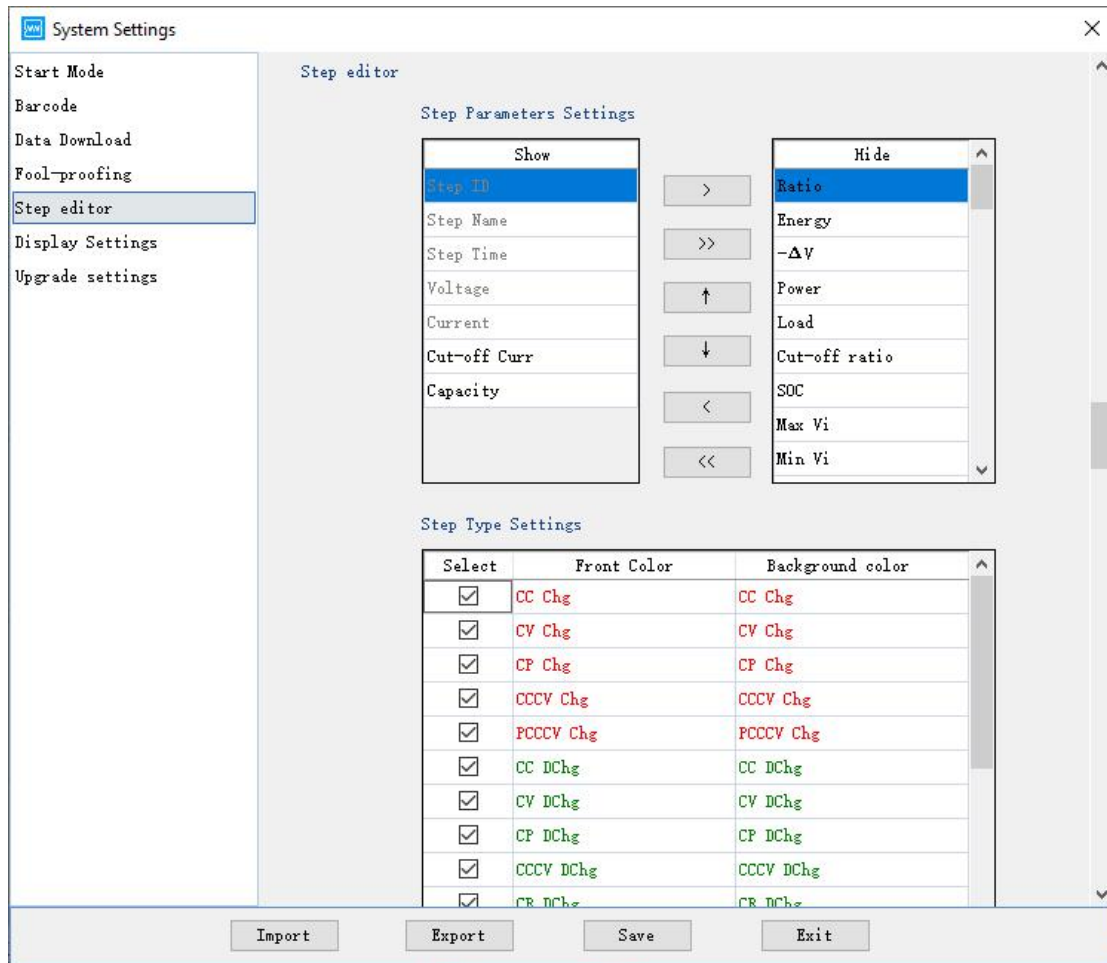 System Settings
Start Mode
Barcode
Data Download
Fool-proofing
Step editor
Display Settings
Upgrade settings
Step editor
Step Parameters Settings
Show
Step ID
Step Name
Step Time
Voltage
Current
Cut-off Curr
Capacity
>
>>
↑
↓
<
<<
Hide
Ratio
Energy
-ΔV
Power
Load
Cut-off ratio
SOC
Max Vi
Min Vi
Step Type Settings
Select Front Color Background color
CC Chg CC Chg
CV Chg CV Chg
CP Chg CP Chg
CCCV Chg CCCV Chg
PCCCV Chg PCCCV Chg
CC DChg CC DChg
CV DChg CV DChg
CP DChg CP DChg
CCCV DChg CCCV DChg
CR DChg CR DChg
Import Export Save Exit